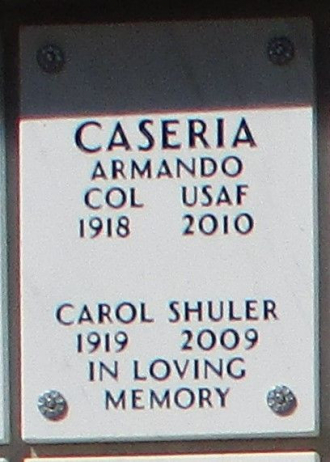 CASERIA
ARMANDO
COL USAF
1918 2010
CAROL SHULER
1919 2009
IN LOVING
MEMORY